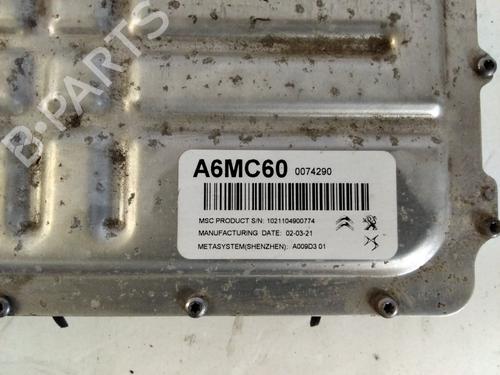 B-PARTS
A6MC60 0074290
MSC PRODUCT S/N: 1021104900774
MANUFACTURING DATE: 02-03-21
METASYSTEM(SHENZHEN): A009D3 01